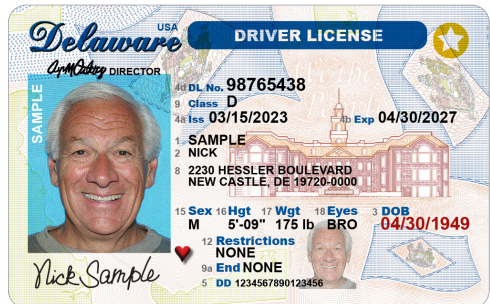 Delaware USA DRIVER LICENSE
DIRECTOR
SAMPLE
4d DL No. 98765438
9 Class D
4a Iss 03/15/2023 4b Exp 04/30/2027
1 SAMPLE
2 NICK
8 2230 HESSLER BOULEVARD
NEW CASTLE, DE 19720-0000
15 Sex 16 Hgt 17 Wgt 18 Eyes 3 DOB
M 5'-09" 175 lb BRO 04/30/1949
12 Restrictions
NONE
9a End NONE
5 DD 1234567890123456
Nick Sample